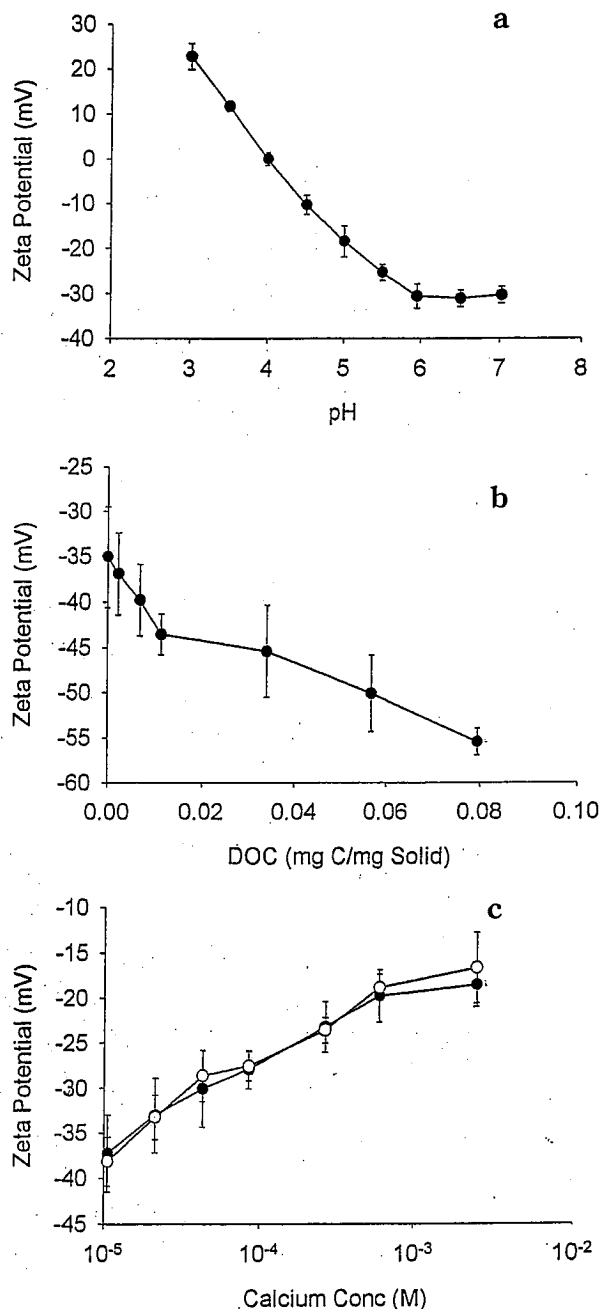 a
30
20
10
0
-10
-20
-30
-40
Zeta Potential (mV)
2 3 4 5 6 7 8
pH
b
-25
-30
-35
-40
-45
-50
-55
-60
Zeta Potential (mV)
0.00 0.02 0.04 0.06 0.08 0.10
DOC (mg C/mg Solid)
c
-10
-15
-20
-25
-30
-35
-40
-45
Zeta Potential (mV)
10⁻⁵ 10⁻⁴ 10⁻³ 10⁻²
Calcium Conc (M)